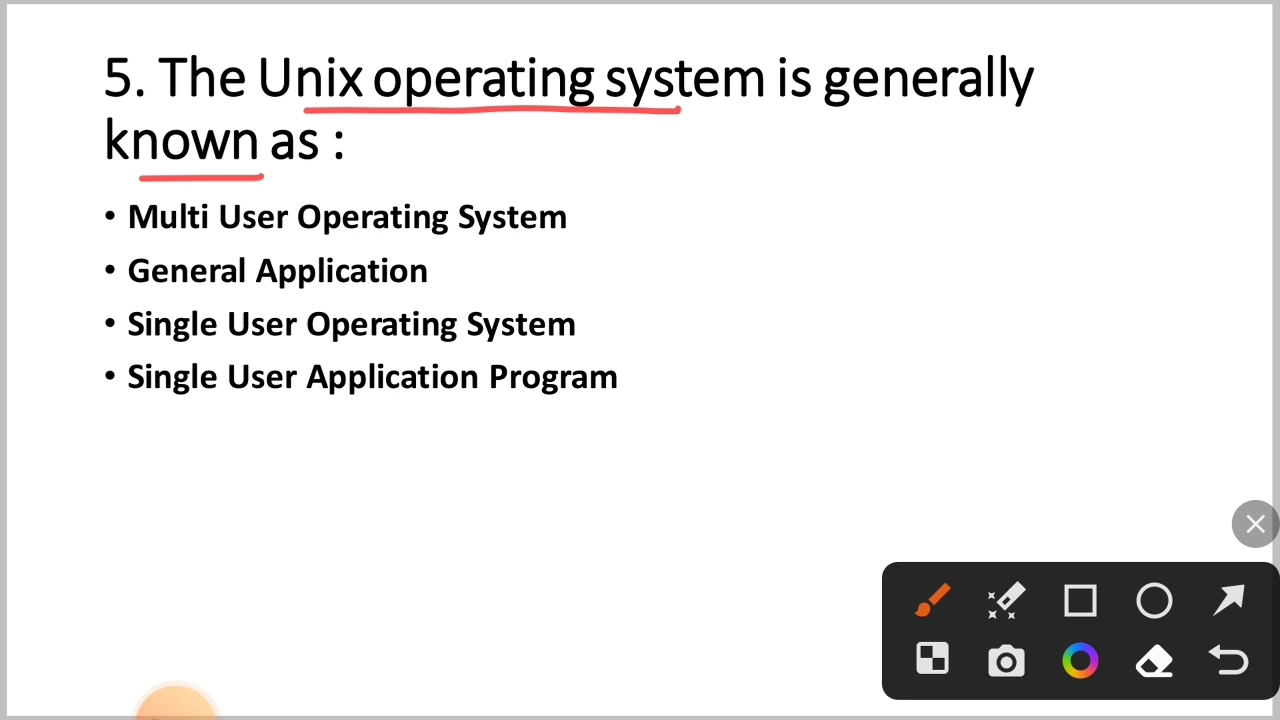 5. The Unix operating system is generally
known as :
• Multi User Operating System
• General Application
• Single User Operating System
• Single User Application Program